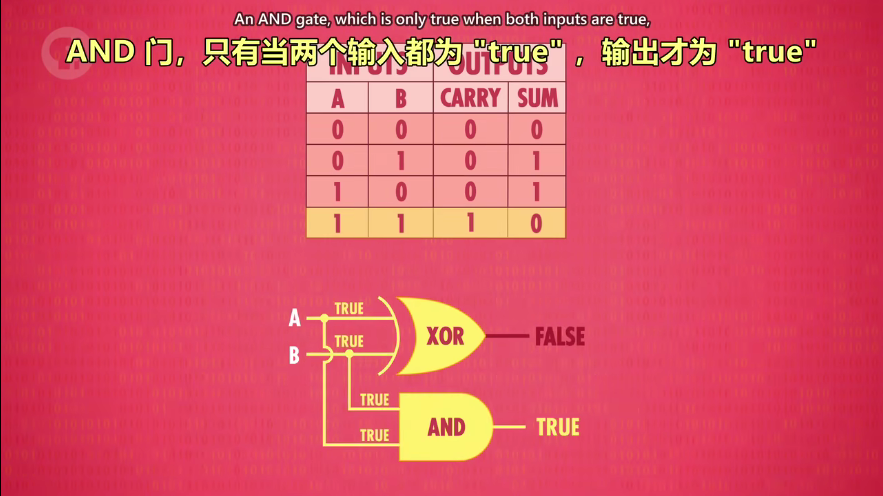 An AND gate, which is only true when both inputs are true,
AND 门，只有当两个输入都为 "true" ，输出才为 "true"
INPUTS OUTPUTS
A B CARRY SUM
0 0 0 0
0 1 0 1
1 0 0 1
1 1 1 0
A TRUE XOR FALSE
B TRUE
TRUE AND TRUE
TRUE